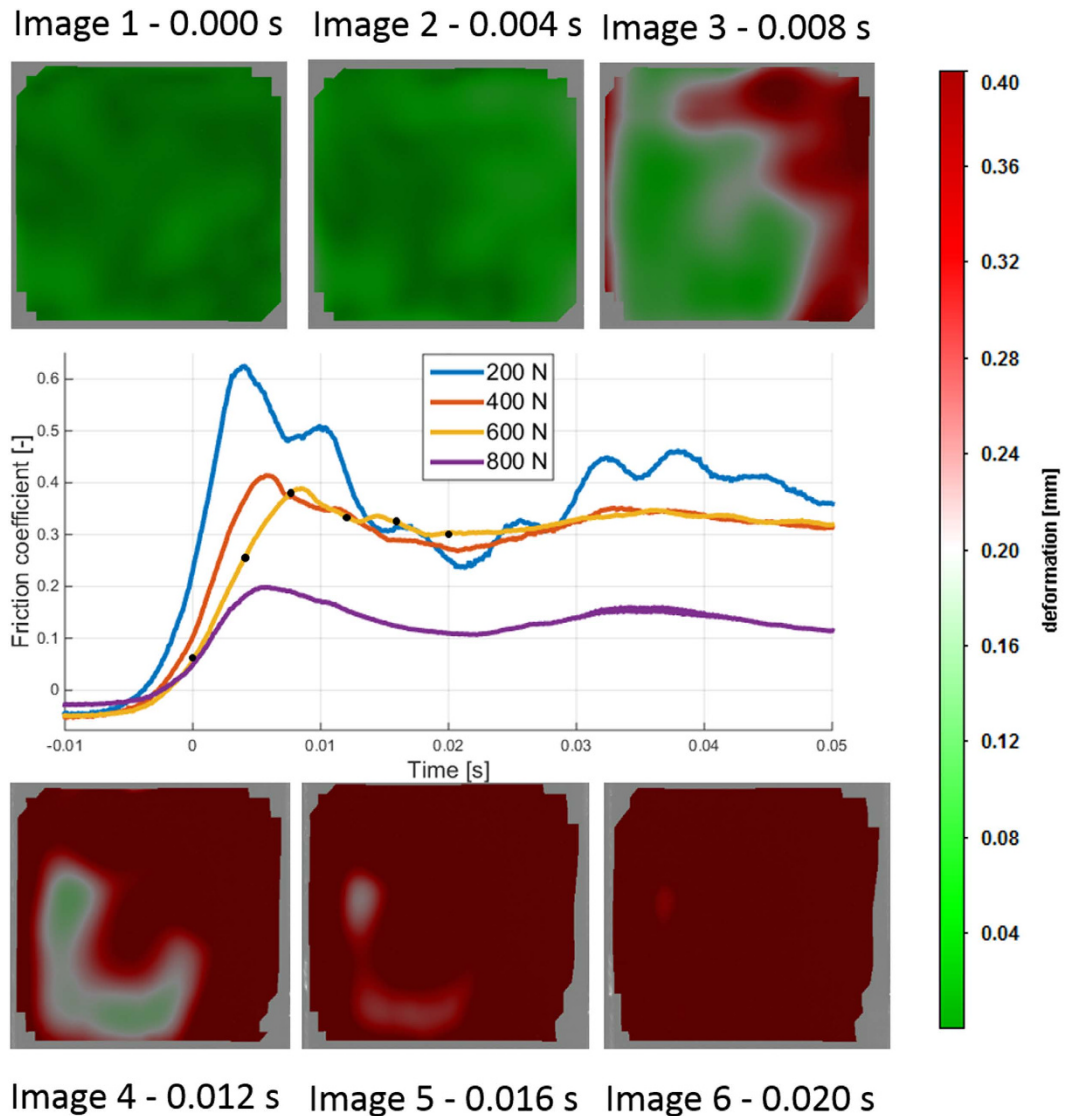 Image 1 - 0.000 s
Image 2 - 0.004 s
Image 3 - 0.008 s
0.40
0.36
0.32
0.28
0.24
0.20
0.16
0.12
0.08
0.04
deformation [mm]
200 N
400 N
600 N
800 N
Friction coefficient [-]
0.6
0.5
0.4
0.3
0.2
0.1
0
-0.01
0
0.01
0.02
0.03
0.04
0.05
Time [s]
Image 4 - 0.012 s
Image 5 - 0.016 s
Image 6 - 0.020 s